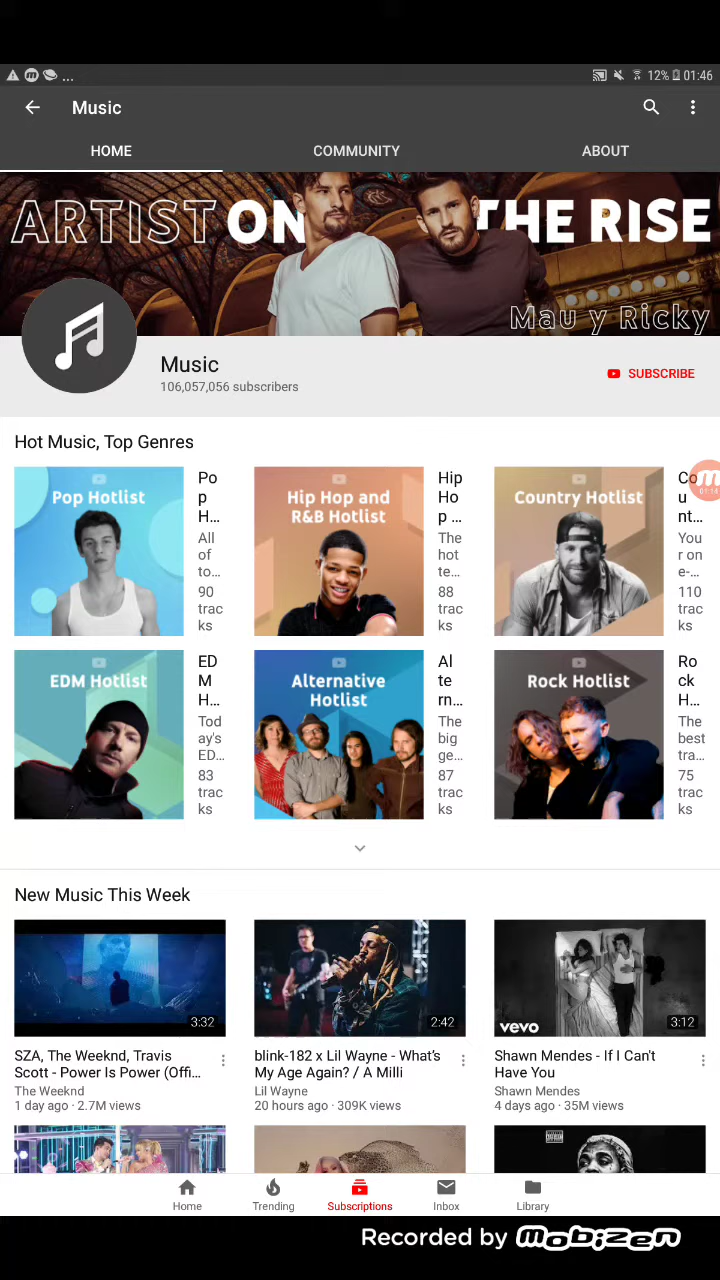 ... 12% 01:46
Music
HOME COMMUNITY ABOUT
ARTIST ON THE RISE
Mau y Ricky
Music
106,057,056 subscribers
SUBSCRIBE
Hot Music, Top Genres
Pop Hotlist
Po
p
H...
All
of
to...
90
trac
ks
Hip Hop and
R&B Hotlist
Hip
Ho
p ...
The
hot
te...
88
trac
ks
Country Hotlist
Co
u
nt...
You
r on
e-...
110
trac
ks
01:14
EDM Hotlist
ED
M
H...
Tod
ay's
ED...
83
trac
ks
Alternative
Hotlist
Al
te
rn...
The
big
ge...
87
trac
ks
Rock Hotlist
Ro
ck
H...
The
best
tra...
75
trac
ks
New Music This Week
3:32
SZA, The Weeknd, Travis
Scott - Power Is Power (Offi...
The Weeknd
1 day ago · 2.7M views
2:42
blink-182 x Lil Wayne - What's
My Age Again? / A Milli
Lil Wayne
20 hours ago · 309K views
vevo 3:12
Shawn Mendes - If I Can't
Have You
Shawn Mendes
4 days ago · 35M views
Home Trending Subscriptions Inbox Library
Recorded by mobizen